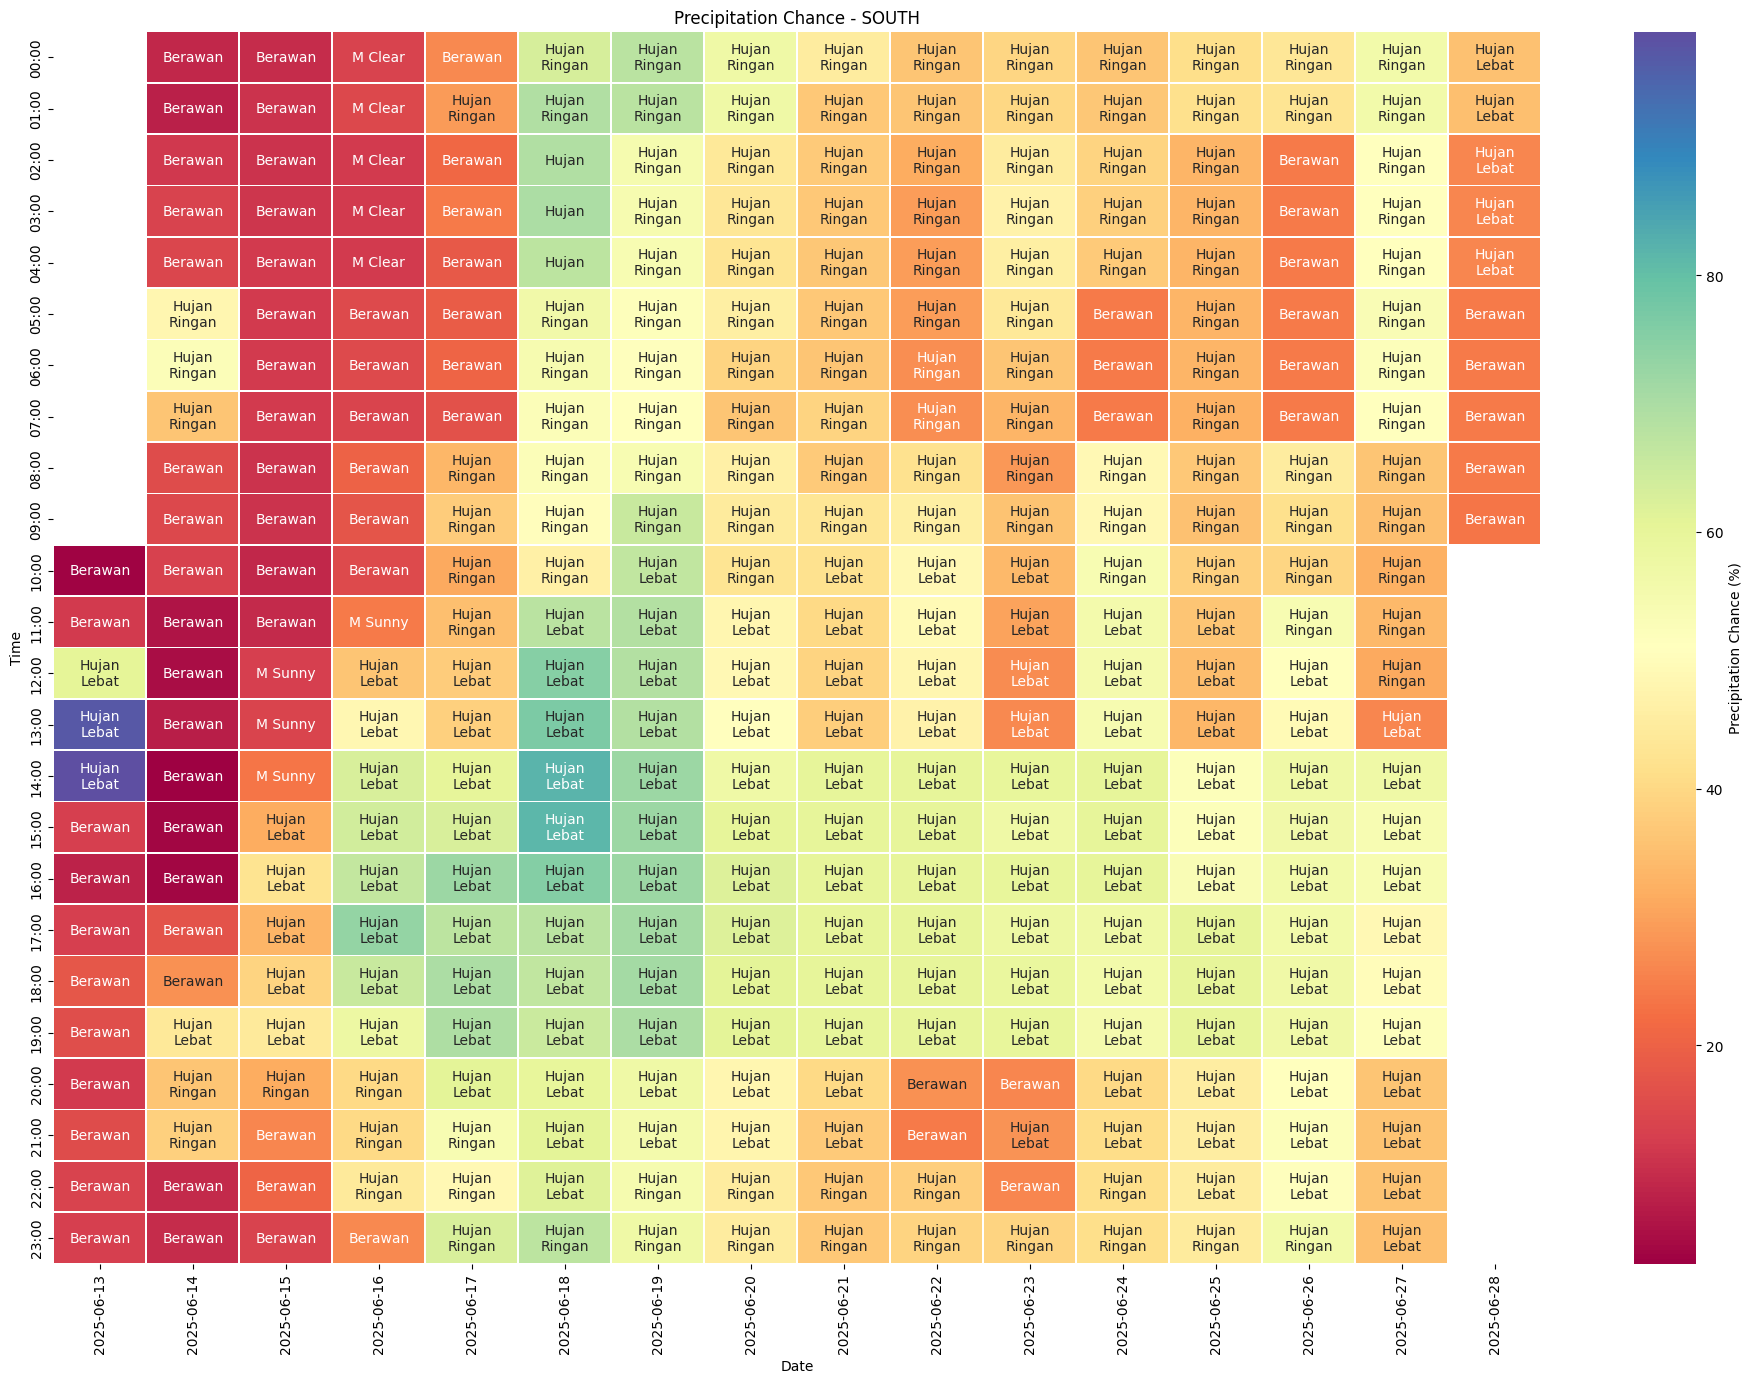 Precipitation Chance - SOUTH
00:00 Berawan Berawan M Clear Berawan Hujan Ringan Hujan Ringan Hujan Ringan Hujan Ringan Hujan Ringan Hujan Ringan Hujan Ringan Hujan Ringan Hujan Ringan Hujan Ringan Hujan Lebat
01:00 Berawan Berawan M Clear Hujan Ringan Hujan Ringan Hujan Ringan Hujan Ringan Hujan Ringan Hujan Ringan Hujan Ringan Hujan Ringan Hujan Ringan Hujan Ringan Hujan Ringan Hujan Lebat
02:00 Berawan Berawan M Clear Berawan Hujan Hujan Ringan Hujan Ringan Hujan Ringan Hujan Ringan Hujan Ringan Hujan Ringan Hujan Ringan Berawan Hujan Ringan Hujan Lebat
03:00 Berawan Berawan M Clear Berawan Hujan Hujan Ringan Hujan Ringan Hujan Ringan Hujan Ringan Hujan Ringan Hujan Ringan Hujan Ringan Berawan Hujan Ringan Hujan Lebat
04:00 Berawan Berawan M Clear Berawan Hujan Hujan Ringan Hujan Ringan Hujan Ringan Hujan Ringan Hujan Ringan Hujan Ringan Hujan Ringan Berawan Hujan Ringan Hujan Lebat
05:00 Hujan Ringan Berawan Berawan Berawan Hujan Ringan Hujan Ringan Hujan Ringan Hujan Ringan Hujan Ringan Hujan Ringan Berawan Hujan Ringan Berawan Hujan Ringan Berawan
06:00 Hujan Ringan Berawan Berawan Berawan Hujan Ringan Hujan Ringan Hujan Ringan Hujan Ringan Hujan Ringan Hujan Ringan Berawan Hujan Ringan Berawan Hujan Ringan Berawan
07:00 Hujan Ringan Berawan Berawan Berawan Hujan Ringan Hujan Ringan Hujan Ringan Hujan Ringan Hujan Ringan Hujan Ringan Berawan Hujan Ringan Berawan Hujan Ringan Berawan
08:00 Berawan Berawan Berawan Hujan Ringan Hujan Ringan Hujan Ringan Hujan Ringan Hujan Ringan Hujan Ringan Hujan Ringan Hujan Ringan Hujan Ringan Hujan Ringan Hujan Ringan Berawan
09:00 Berawan Berawan Berawan Hujan Ringan Hujan Ringan Hujan Ringan Hujan Ringan Hujan Ringan Hujan Ringan Hujan Ringan Hujan Ringan Hujan Ringan Hujan Ringan Hujan Ringan Berawan
10:00 Berawan Berawan Berawan Berawan Hujan Ringan Hujan Ringan Hujan Lebat Hujan Ringan Hujan Lebat Hujan Lebat Hujan Lebat Hujan Ringan Hujan Ringan Hujan Ringan Hujan Ringan
11:00 Berawan Berawan Berawan M Sunny Hujan Ringan Hujan Lebat Hujan Lebat Hujan Lebat Hujan Lebat Hujan Lebat Hujan Lebat Hujan Lebat Hujan Lebat Hujan Ringan Hujan Ringan
12:00 Hujan Lebat Berawan M Sunny Hujan Lebat Hujan Lebat Hujan Lebat Hujan Lebat Hujan Lebat Hujan Lebat Hujan Lebat Hujan Lebat Hujan Lebat Hujan Lebat Hujan Lebat Hujan Ringan
13:00 Hujan Lebat Berawan M Sunny Hujan Lebat Hujan Lebat Hujan Lebat Hujan Lebat Hujan Lebat Hujan Lebat Hujan Lebat Hujan Lebat Hujan Lebat Hujan Lebat Hujan Lebat Hujan Lebat
14:00 Hujan Lebat Berawan M Sunny Hujan Lebat Hujan Lebat Hujan Lebat Hujan Lebat Hujan Lebat Hujan Lebat Hujan Lebat Hujan Lebat Hujan Lebat Hujan Lebat Hujan Lebat Hujan Lebat
15:00 Berawan Berawan Hujan Lebat Hujan Lebat Hujan Lebat Hujan Lebat Hujan Lebat Hujan Lebat Hujan Lebat Hujan Lebat Hujan Lebat Hujan Lebat Hujan Lebat Hujan Lebat Hujan Lebat
16:00 Berawan Berawan Hujan Lebat Hujan Lebat Hujan Lebat Hujan Lebat Hujan Lebat Hujan Lebat Hujan Lebat Hujan Lebat Hujan Lebat Hujan Lebat Hujan Lebat Hujan Lebat Hujan Lebat
17:00 Berawan Berawan Hujan Lebat Hujan Lebat Hujan Lebat Hujan Lebat Hujan Lebat Hujan Lebat Hujan Lebat Hujan Lebat Hujan Lebat Hujan Lebat Hujan Lebat Hujan Lebat Hujan Lebat
18:00 Berawan Berawan Hujan Lebat Hujan Lebat Hujan Lebat Hujan Lebat Hujan Lebat Hujan Lebat Hujan Lebat Hujan Lebat Hujan Lebat Hujan Lebat Hujan Lebat Hujan Lebat Hujan Lebat
19:00 Berawan Hujan Lebat Hujan Lebat Hujan Lebat Hujan Lebat Hujan Lebat Hujan Lebat Hujan Lebat Hujan Lebat Hujan Lebat Hujan Lebat Hujan Lebat Hujan Lebat Hujan Lebat Hujan Lebat
20:00 Berawan Hujan Ringan Hujan Ringan Hujan Ringan Hujan Lebat Hujan Lebat Hujan Lebat Hujan Lebat Hujan Lebat Berawan Berawan Hujan Lebat Hujan Lebat Hujan Lebat Hujan Lebat
21:00 Berawan Hujan Ringan Berawan Hujan Ringan Hujan Ringan Hujan Lebat Hujan Lebat Hujan Lebat Hujan Lebat Berawan Hujan Lebat Hujan Lebat Hujan Lebat Hujan Lebat Hujan Lebat
22:00 Berawan Berawan Berawan Hujan Ringan Hujan Ringan Hujan Lebat Hujan Ringan Hujan Ringan Hujan Ringan Hujan Ringan Berawan Hujan Ringan Hujan Lebat Hujan Lebat Hujan Lebat
23:00 Berawan Berawan Berawan Berawan Hujan Ringan Hujan Ringan Hujan Ringan Hujan Ringan Hujan Ringan Hujan Ringan Hujan Ringan Hujan Ringan Hujan Ringan Hujan Ringan Hujan Lebat
Time
2025-06-13 2025-06-14 2025-06-15 2025-06-16 2025-06-17 2025-06-18 2025-06-19 2025-06-20 2025-06-21 2025-06-22 2025-06-23 2025-06-24 2025-06-25 2025-06-26 2025-06-27 2025-06-28
Date
80
60
40
20
Precipitation Chance (%)